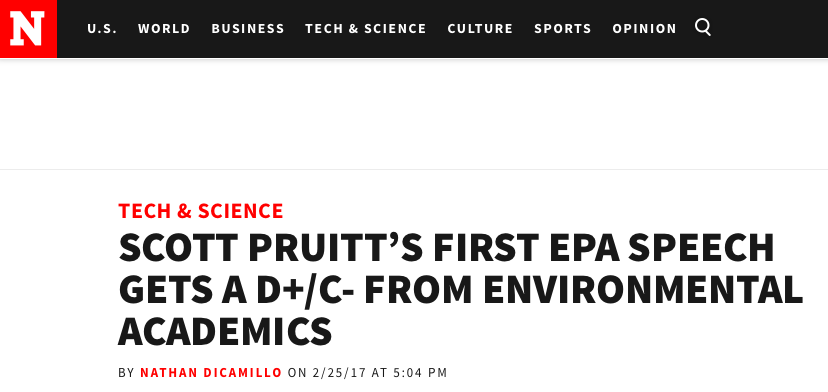 N
U.S. WORLD BUSINESS TECH & SCIENCE CULTURE SPORTS OPINION
TECH & SCIENCE
SCOTT PRUITT’S FIRST EPA SPEECH
GETS A D+/C- FROM ENVIRONMENTAL
ACADEMICS
BY NATHAN DICAMILLO ON 2/25/17 AT 5:04 PM